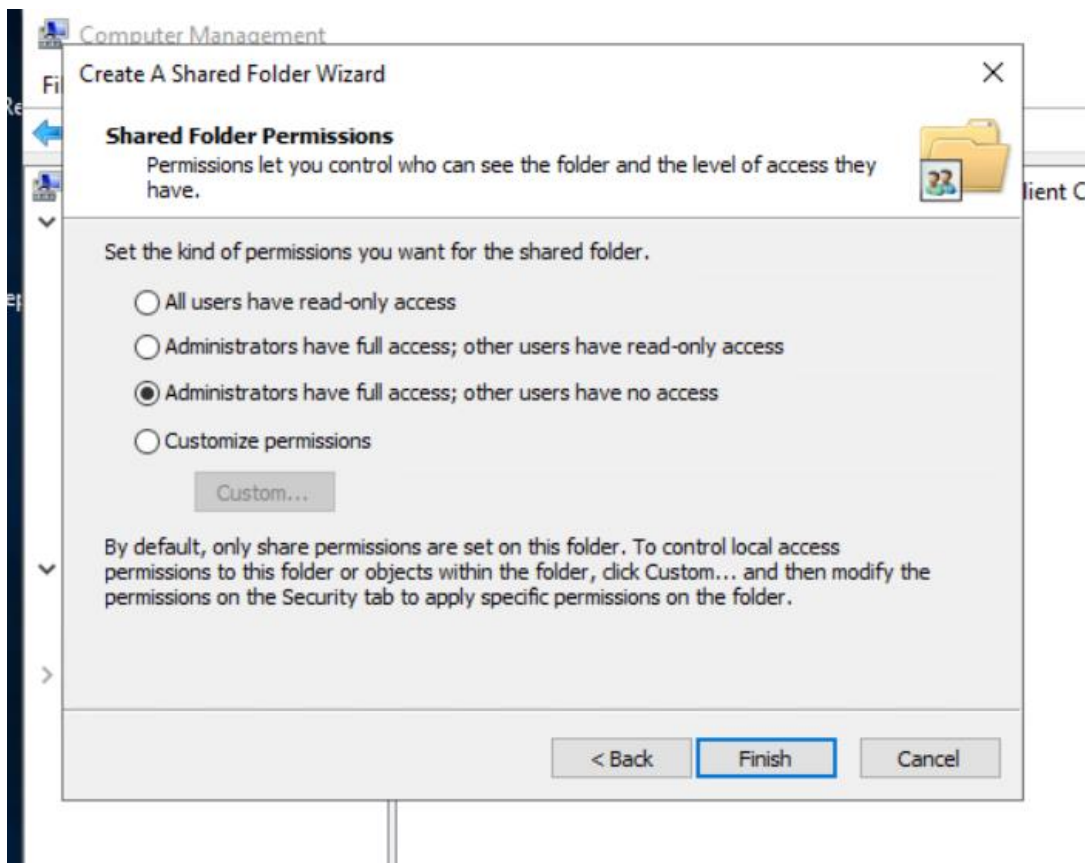 Computer Management
Create A Shared Folder Wizard
Fi
Re
Shared Folder Permissions
Permissions let you control who can see the folder and the level of access they
have.
lient C
Set the kind of permissions you want for the shared folder.
All users have read-only access
Administrators have full access; other users have read-only access
Administrators have full access; other users have no access
Customize permissions
Custom...
By default, only share permissions are set on this folder. To control local access
permissions to this folder or objects within the folder, click Custom... and then modify the
permissions on the Security tab to apply specific permissions on the folder.
< Back
Finish
Cancel